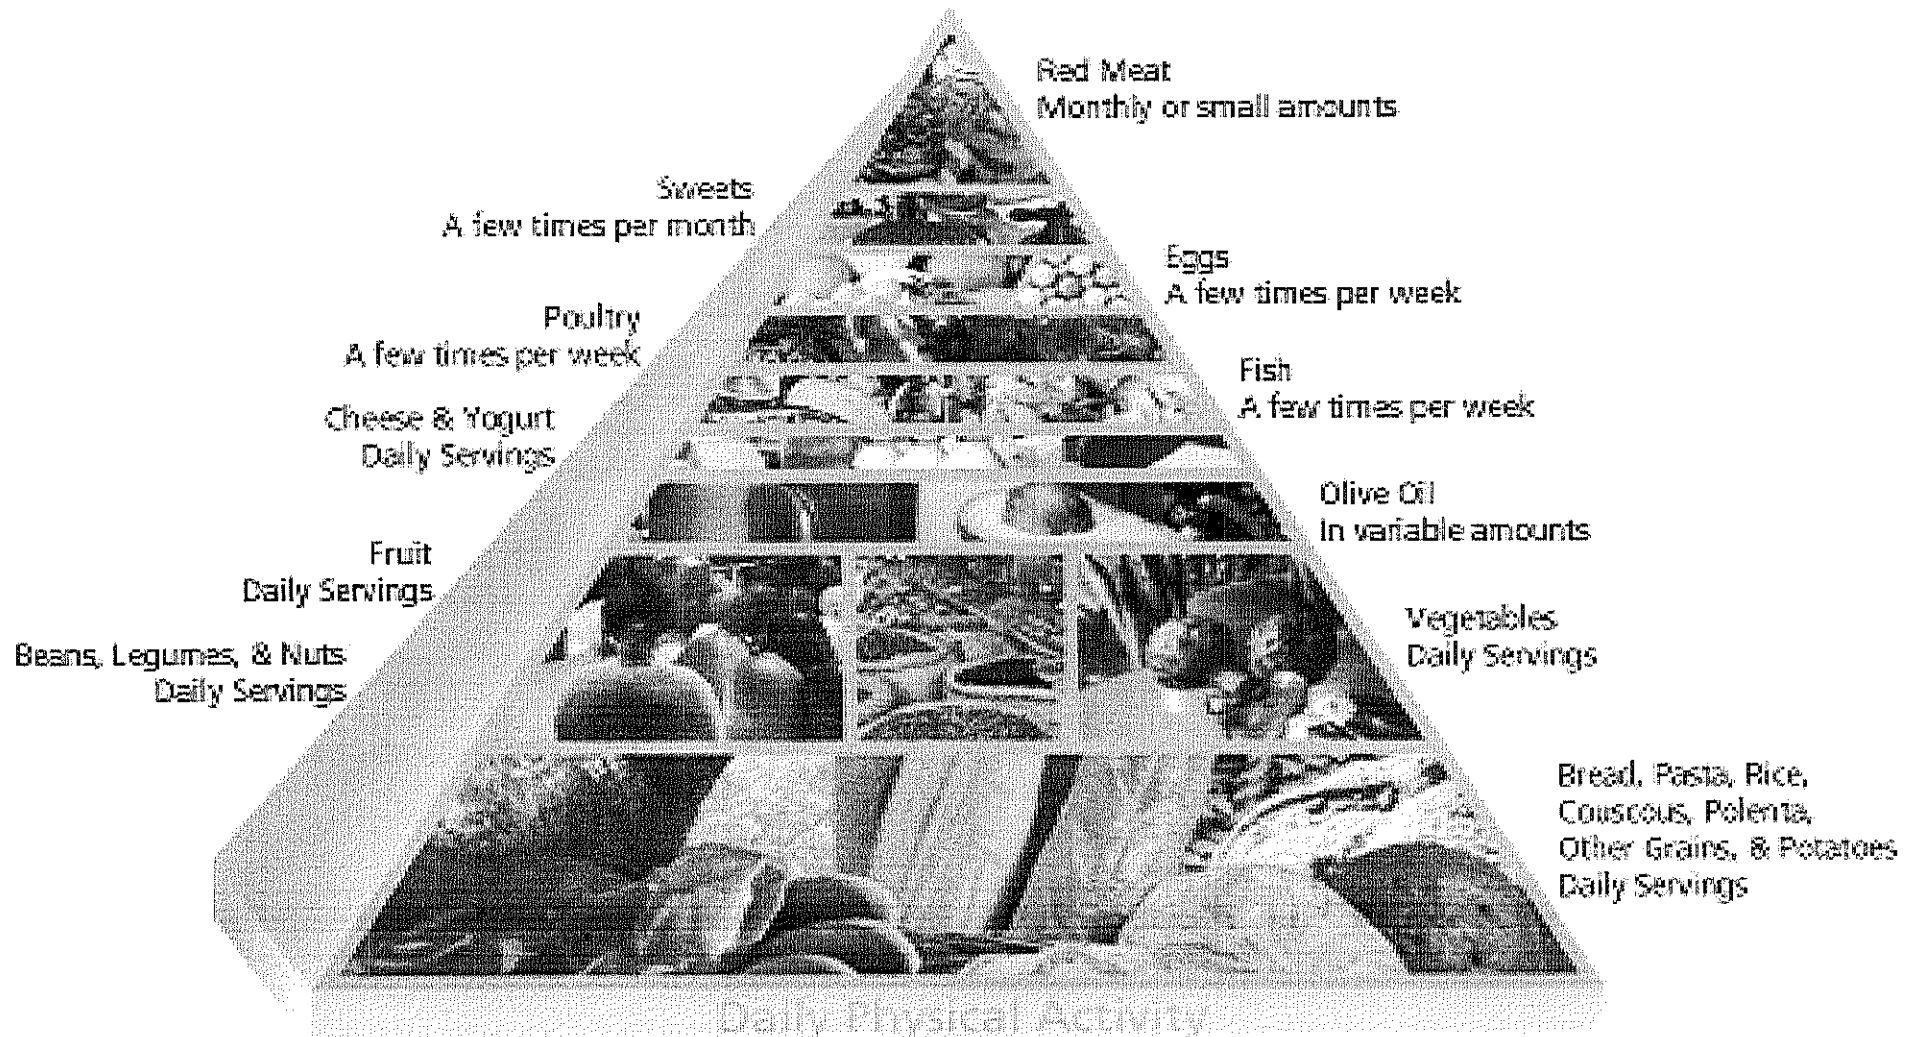 Red Meat
Monthly or small amounts
Sweets
A few times per month
Eggs
A few times per week
Poultry
A few times per week
Fish
A few times per week
Cheese & Yogurt
Daily Servings
Olive Oil
In variable amounts
Fruit
Daily Servings
Vegetables
Daily Servings
Beans, Legumes, & Nuts
Daily Servings
Bread, Pasta, Rice,
Couscous, Polenta,
Other Grains, & Potatoes
Daily Servings
Daily Physical Activity